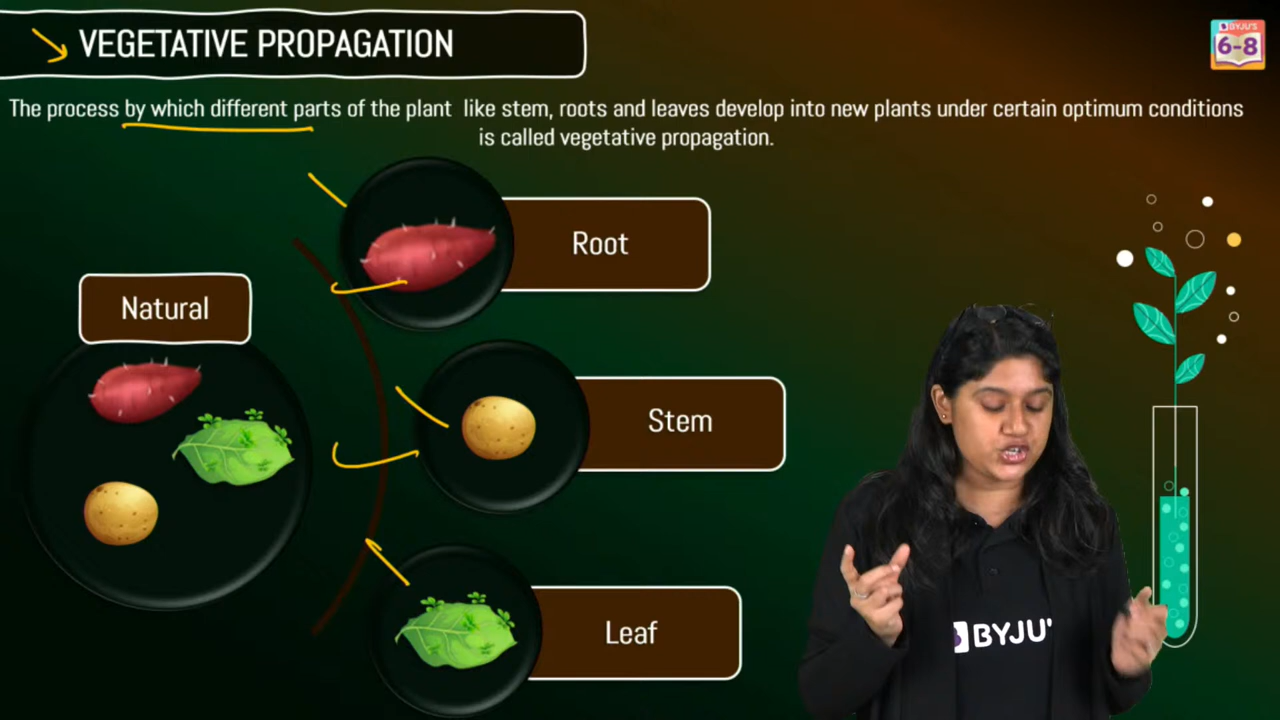 VEGETATIVE PROPAGATION
BYJU'S
6-8
The process by which different parts of the plant like stem, roots and leaves develop into new plants under certain optimum conditions
is called vegetative propagation.
Root
Natural
Stem
Leaf
BYJU'